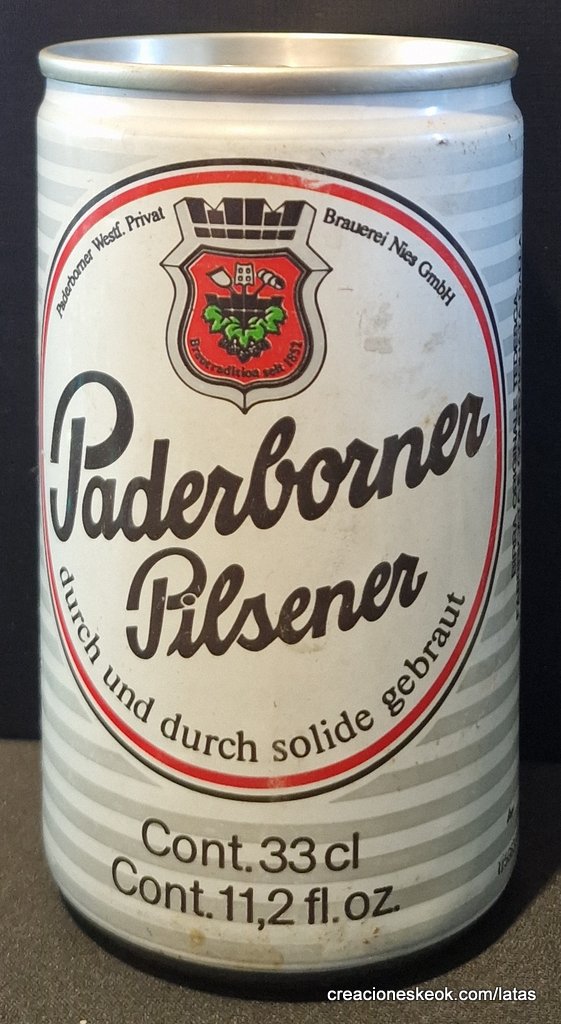 Paderborner Westf. Privat Brauerei Nies GmbH
Brautradition seit 1852
Paderborner
Pilsener
durch und durch solide gebraut
Cont. 33 cl
Cont. 11,2 fl. oz.
creacioneskeok.com/latas